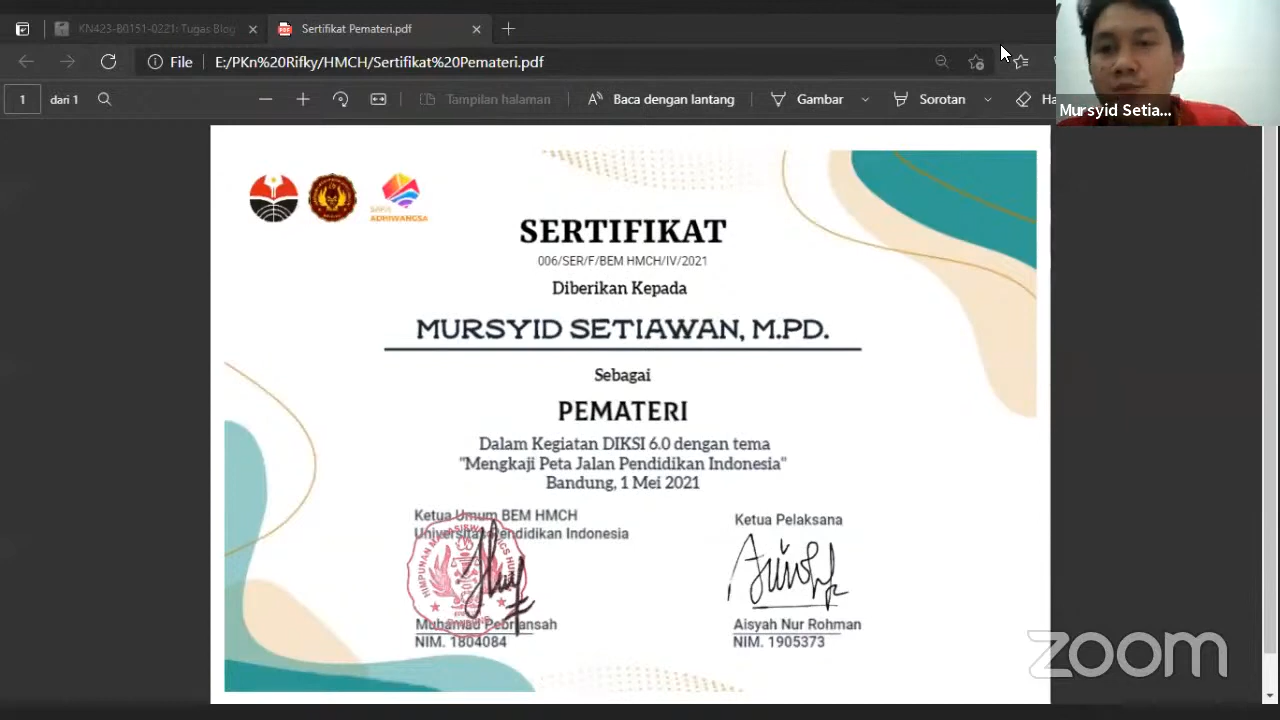 KN423-B0151-0221: Tugas Blog
Sertifikat Pemateri.pdf
File
E:/PKn%20Rifky/HMCH/Sertifikat%20Pemateri.pdf
1
dari 1
Tampilan halaman
Baca dengan lantang
Gambar
Sorotan
Ha
Mursyid Setia...
ADHIWANGSA
SERTIFIKAT
006/SER/F/BEM HMCH/IV/2021
Diberikan Kepada
MURSYID SETIAWAN, M.PD.
Sebagai
PEMATERI
Dalam Kegiatan DIKSI 6.0 dengan tema
"Mengkaji Peta Jalan Pendidikan Indonesia"
Bandung, 1 Mei 2021
Ketua Umum BEM HMCH
Universitas Pendidikan Indonesia
Muhamad Pebriansah
NIM. 1804084
Ketua Pelaksana
Aisyah Nur Rohman
NIM. 1905373
zoom